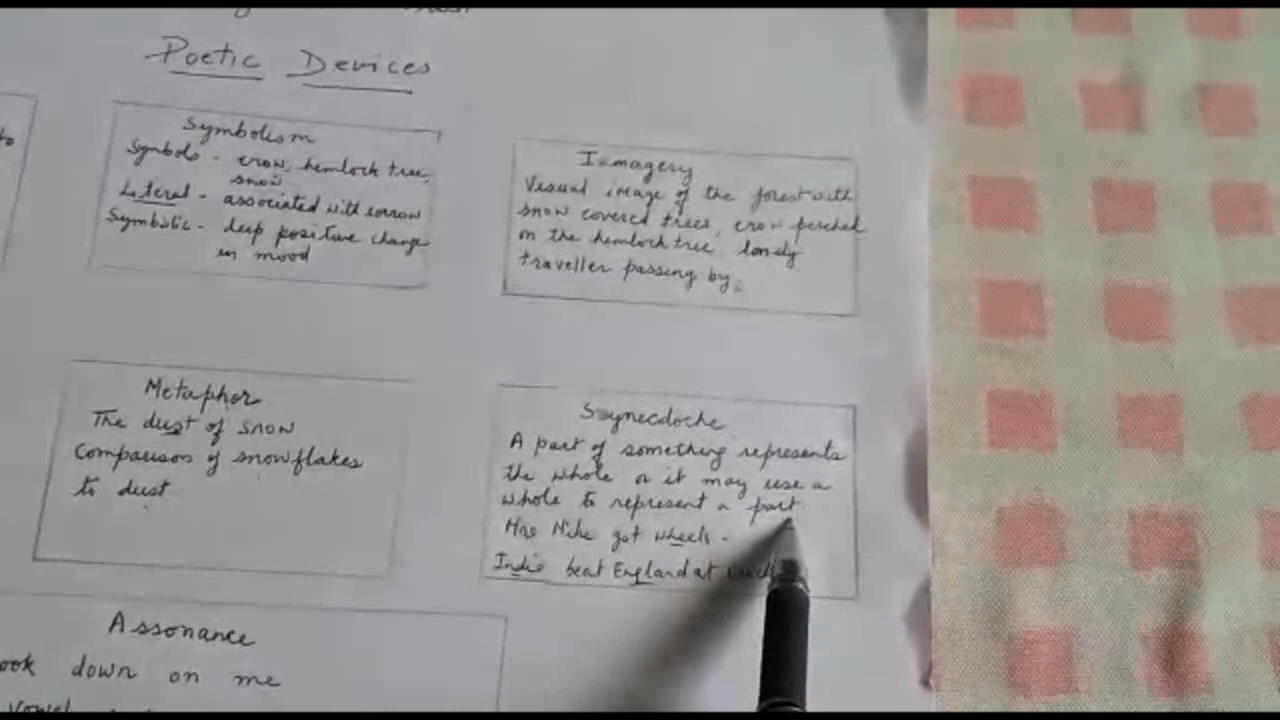 Poetic Devices
to
Symbolism
Symbols - crow, hemlock tree,
snow
Literal - associated with sorrow
Symbolic - deep positive change
in mood
Imagery
Visual image of the forest with
snow covered trees, crow perched
on the hemlock tree, lonely
traveller passing by.
Metaphor
The dust of snow
Comparison of snowflakes
to dust
Synecdoche
A part of something represents
the whole or it may use a
whole to represent a part.
Has Nike got wheels -
India beat England at
Assonance
ook down on me
vowel